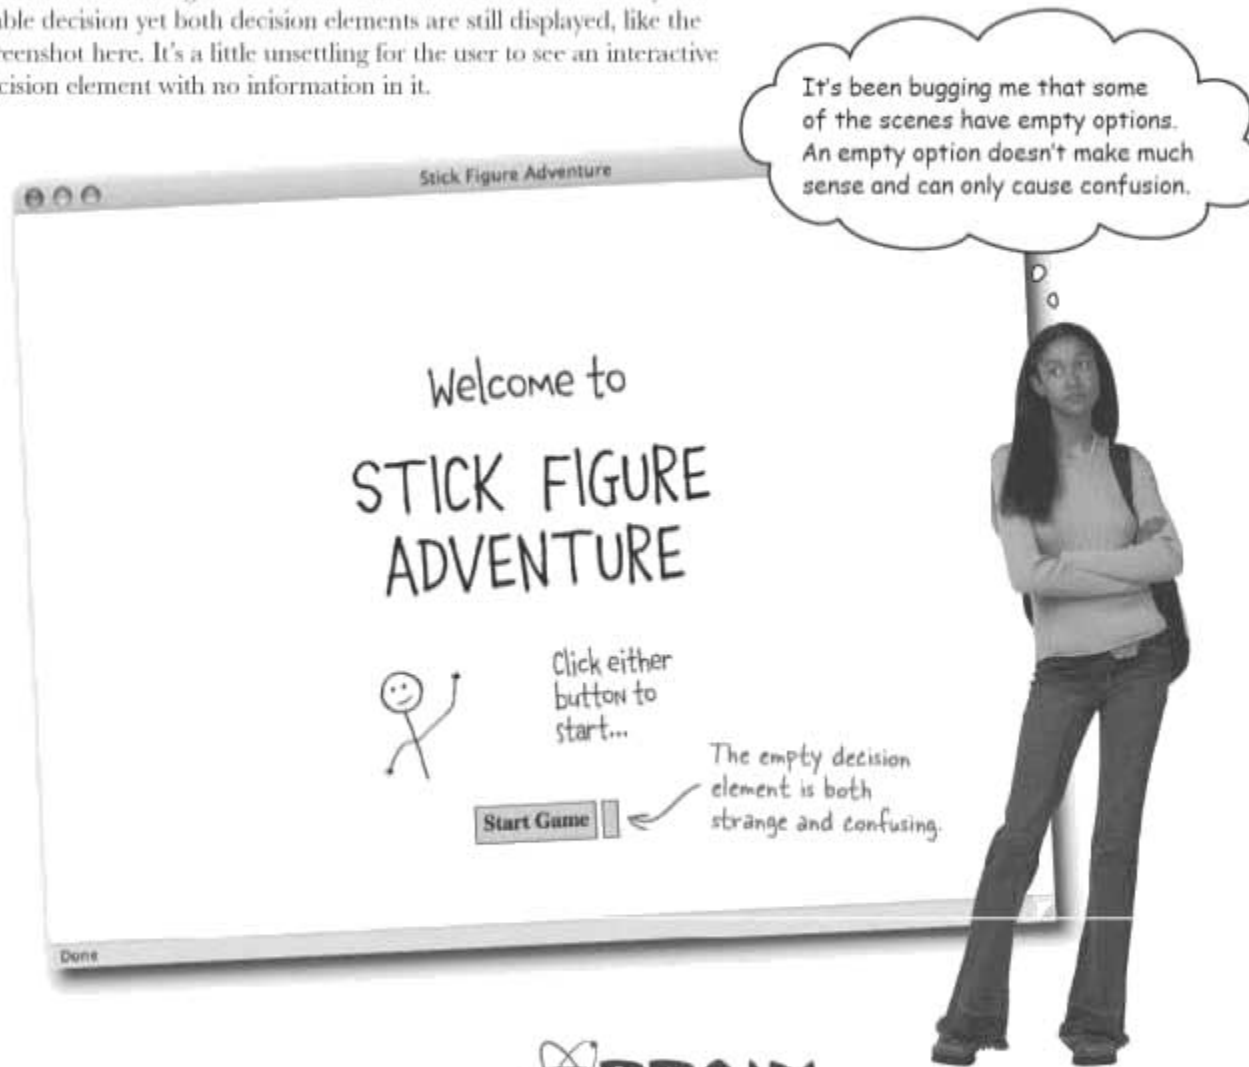 decision yet both decision elements are still displayed, like the
here. It's a little unsettling for the user to see an interactive
element with no information in it.
It's been bugging me that some
of the scenes have empty options.
An empty option doesn't make much
sense and can only cause confusion.
Stick Figure Adventure
Welcome to
STICK FIGURE
ADVENTURE
Click either
button to
start...
The empty decision
element is both
strange and confusing.
Start Game
Done